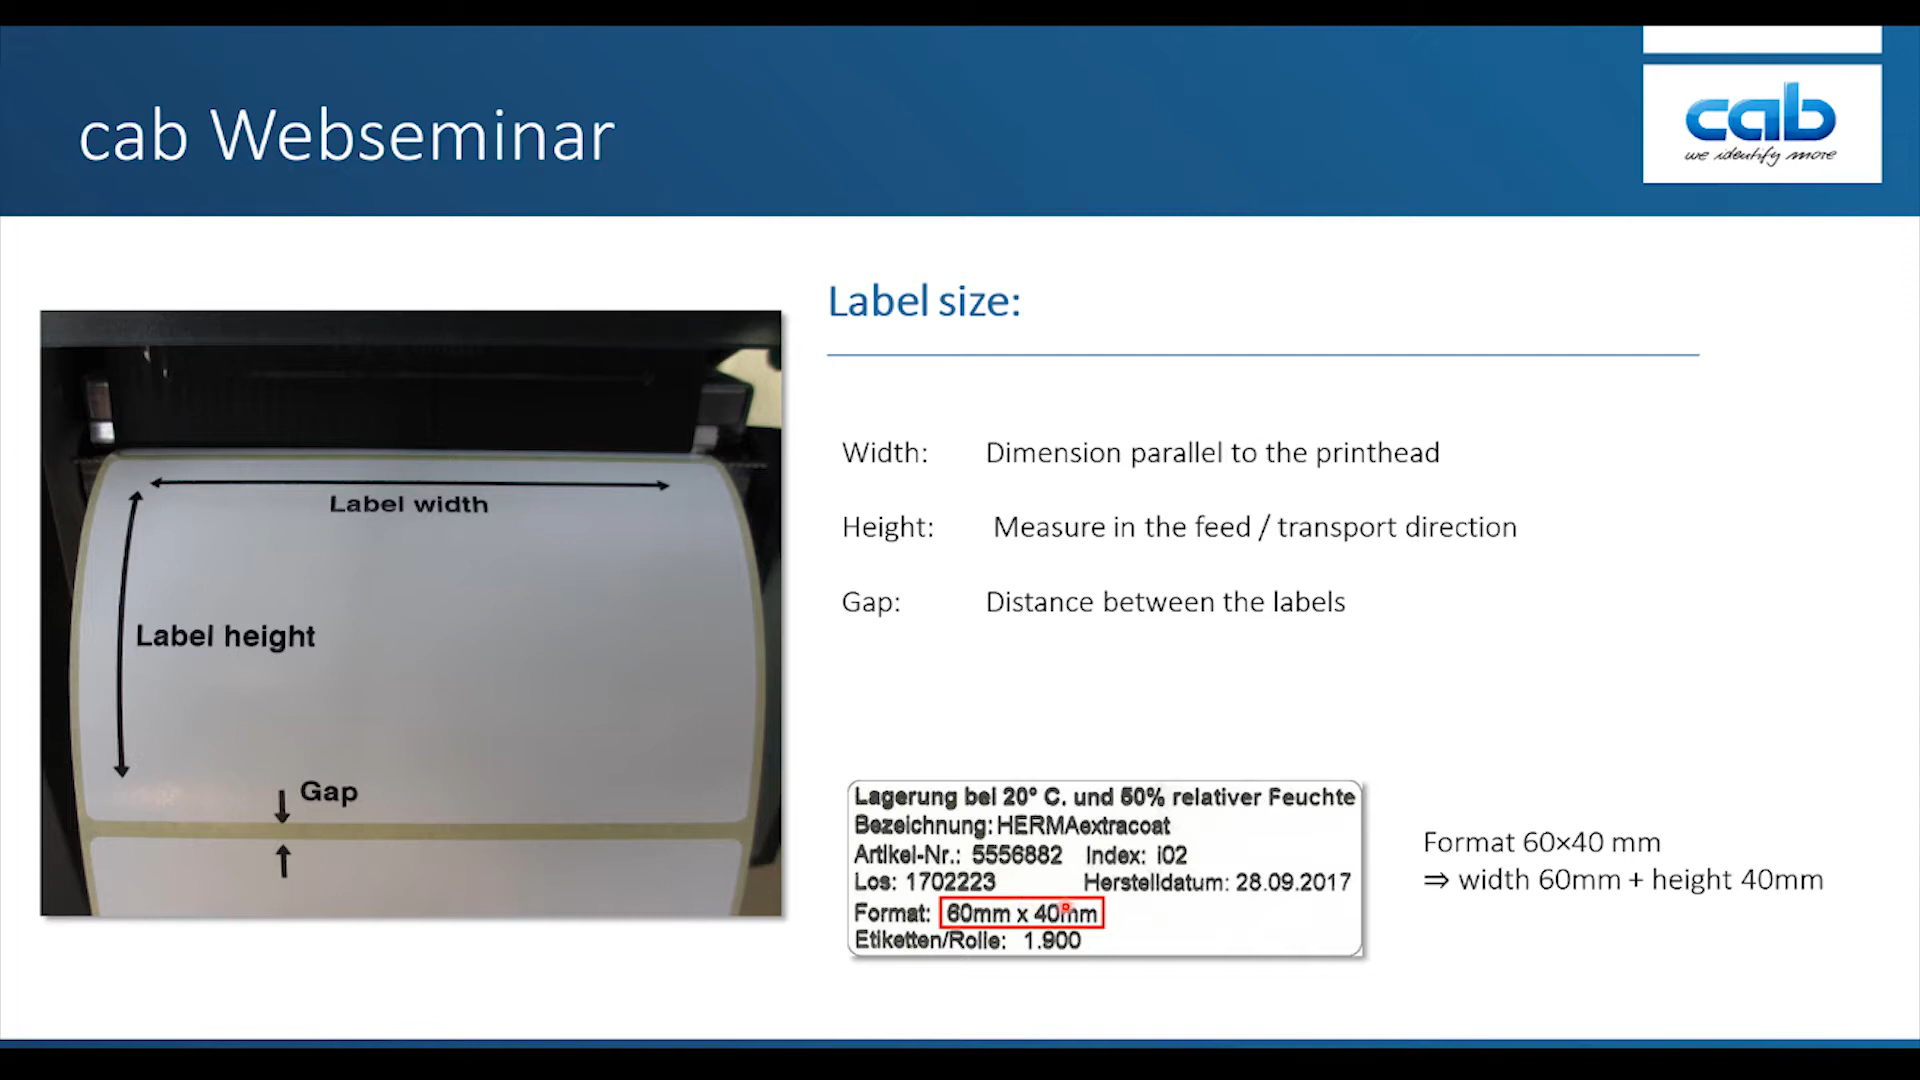 cab Webseminar
cab
we identify more
Label size:
Width: Dimension parallel to the printhead
Height: Measure in the feed / transport direction
Gap: Distance between the labels
Label width
Label height
Gap
Lagerung bei 20° C. und 50% relativer Feuchte
Bezeichnung: HERMAextracoat
Artikel-Nr.: 5556882 Index: i02
Los: 1702223 Herstelldatum: 28.09.2017
Format: 60mm x 40mm
Etiketten/Rolle: 1.900
Format 60×40 mm
⇒ width 60mm + height 40mm